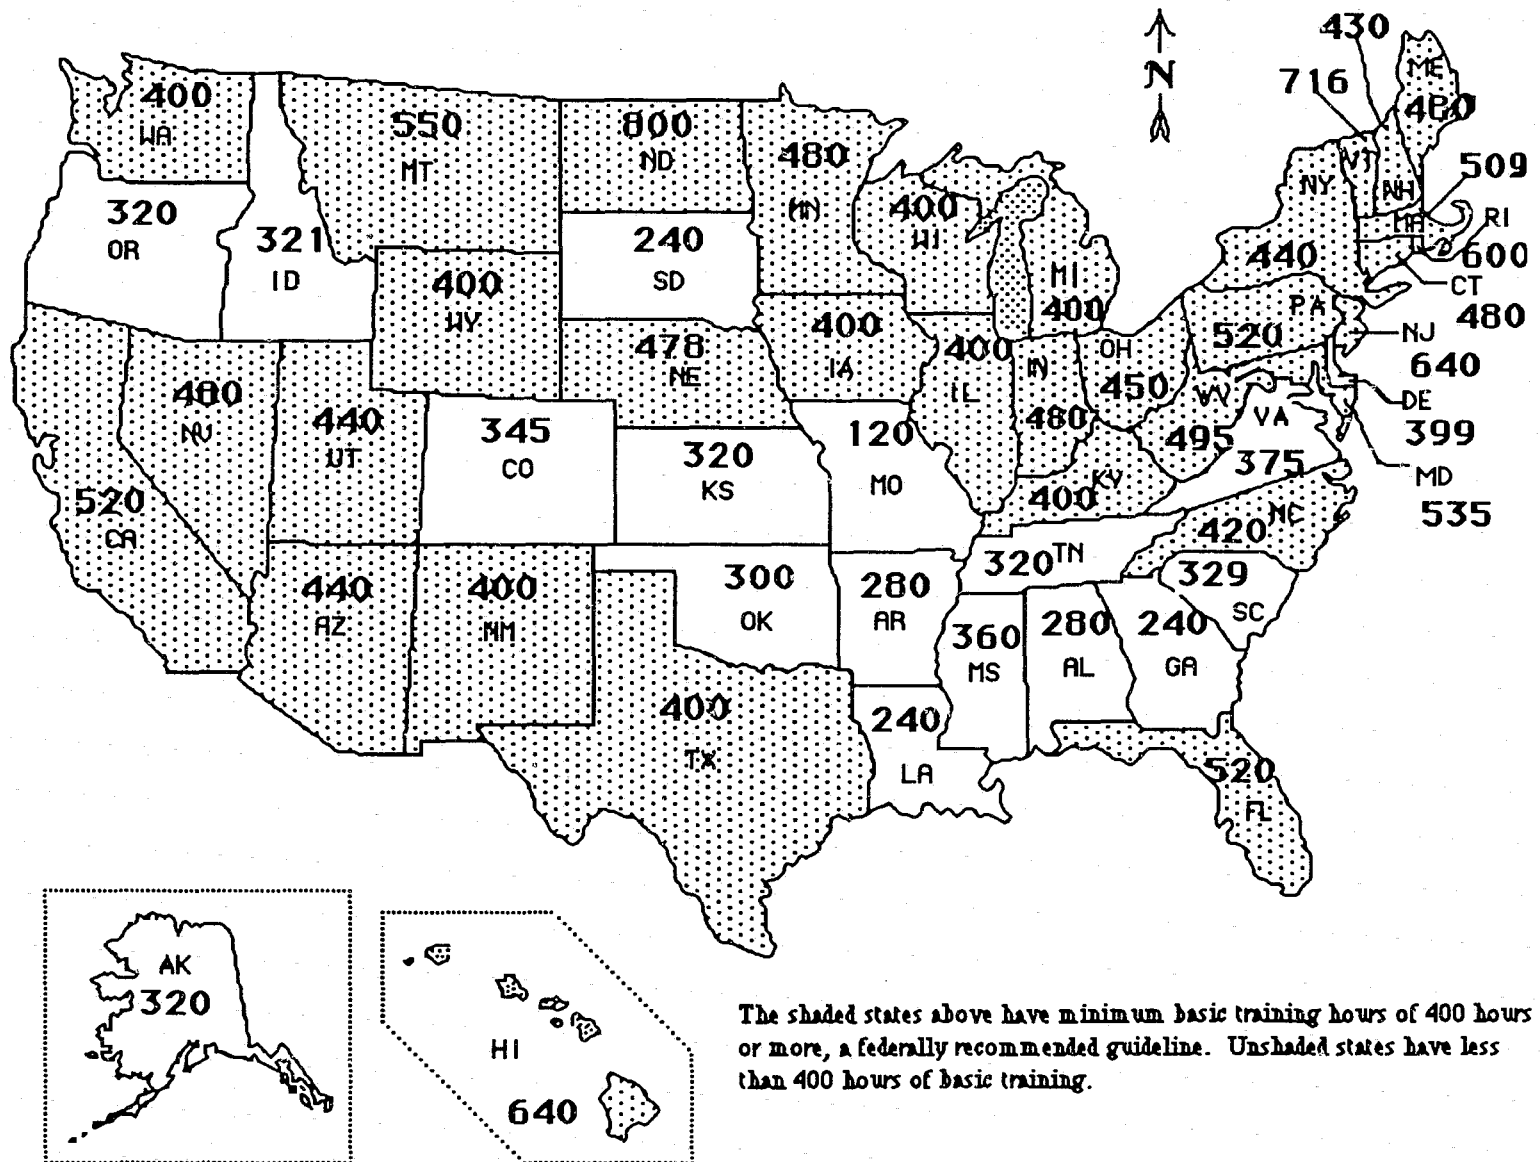 430
N
716
ME
400
WA
550
MT
800
ND
480
MN
VT
NH
509
320
OR
321
ID
240
SD
400
WI
MI
400
NY
440
MA
RI
600
CT
480
400
WY
478
NE
400
IA
400
IL
IN
480
OH
450
PA
520
NJ
640
DE
399
NV
440
UT
345
CO
320
KS
120
MO
WV
495
VA
375
MD
535
520
CA
400
KY
420
NC
440
AZ
400
NM
300
OK
280
AR
320 TN
329
SC
360
MS
280
AL
240
GA
400
TX
240
LA
520
FL
AK
320
HI
640
The shaded states above have minimum basic training hours of 400 hours
or more, a federally recommended guideline. Unshaded states have less
than 400 hours of basic training.